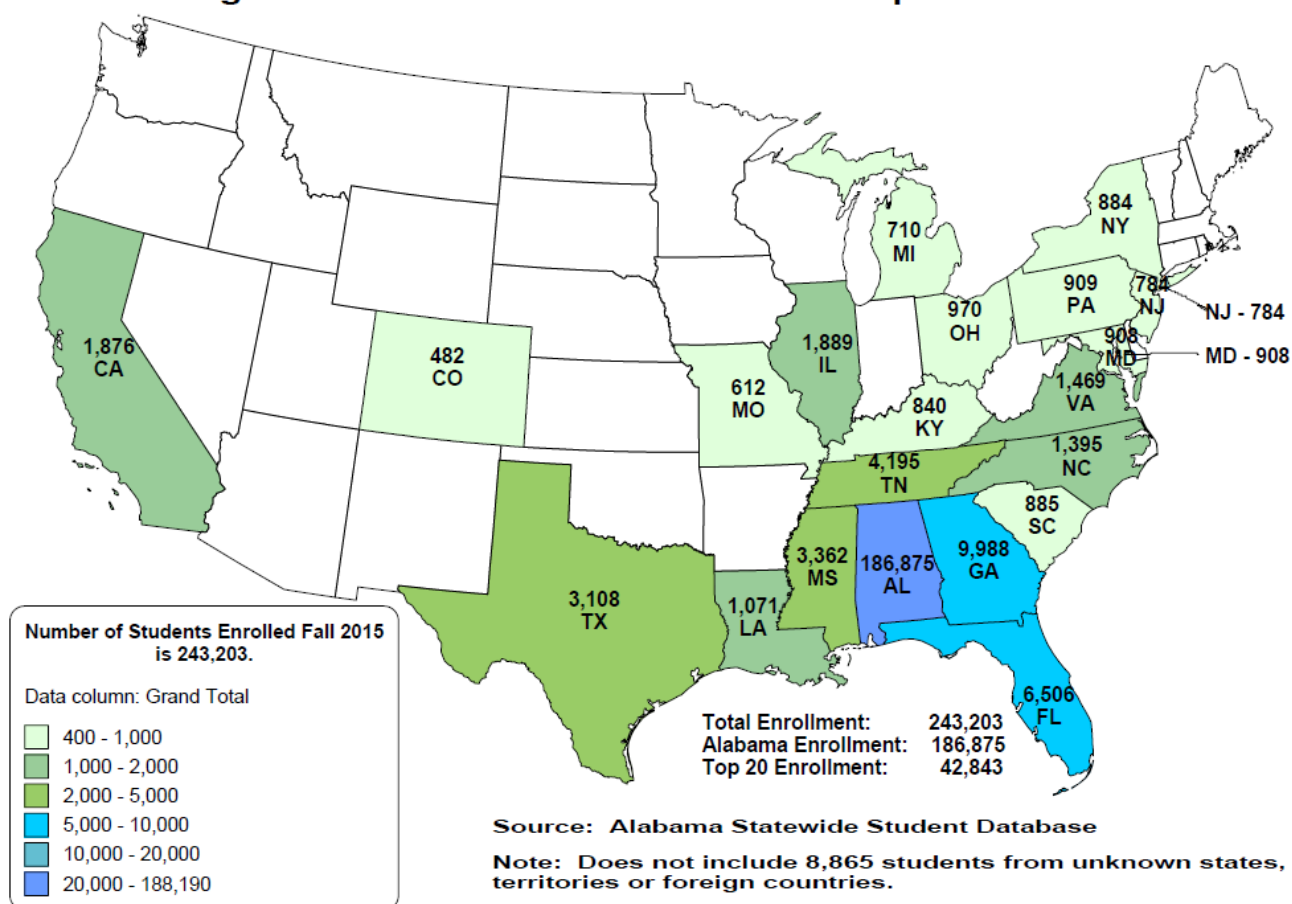 884
NY
710
MI
909
PA
784
NJ
NJ - 784
970
OH
908
MD
MD - 908
1,876
CA
482
CO
1,889
IL
612
MO
840
KY
1,469
VA
1,395
NC
4,195
TN
885
SC
3,362
MS
186,875
AL
9,988
GA
3,108
TX
1,071
LA
6,506
FL
Number of Students Enrolled Fall 2015
is 243,203.
Data column: Grand Total
400 - 1,000
1,000 - 2,000
2,000 - 5,000
5,000 - 10,000
10,000 - 20,000
20,000 - 188,190
Total Enrollment: 243,203
Alabama Enrollment: 186,875
Top 20 Enrollment: 42,843
Source: Alabama Statewide Student Database
Note: Does not include 8,865 students from unknown states,
territories or foreign countries.